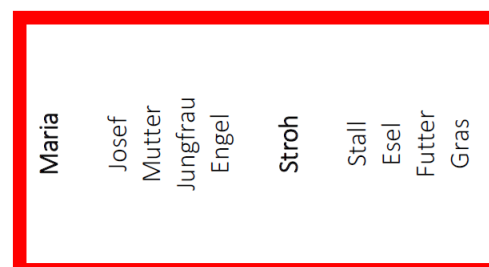 Maria
Josef
Mutter
Jungfrau
Engel
Stroh
Stall
Esel
Futter
Gras